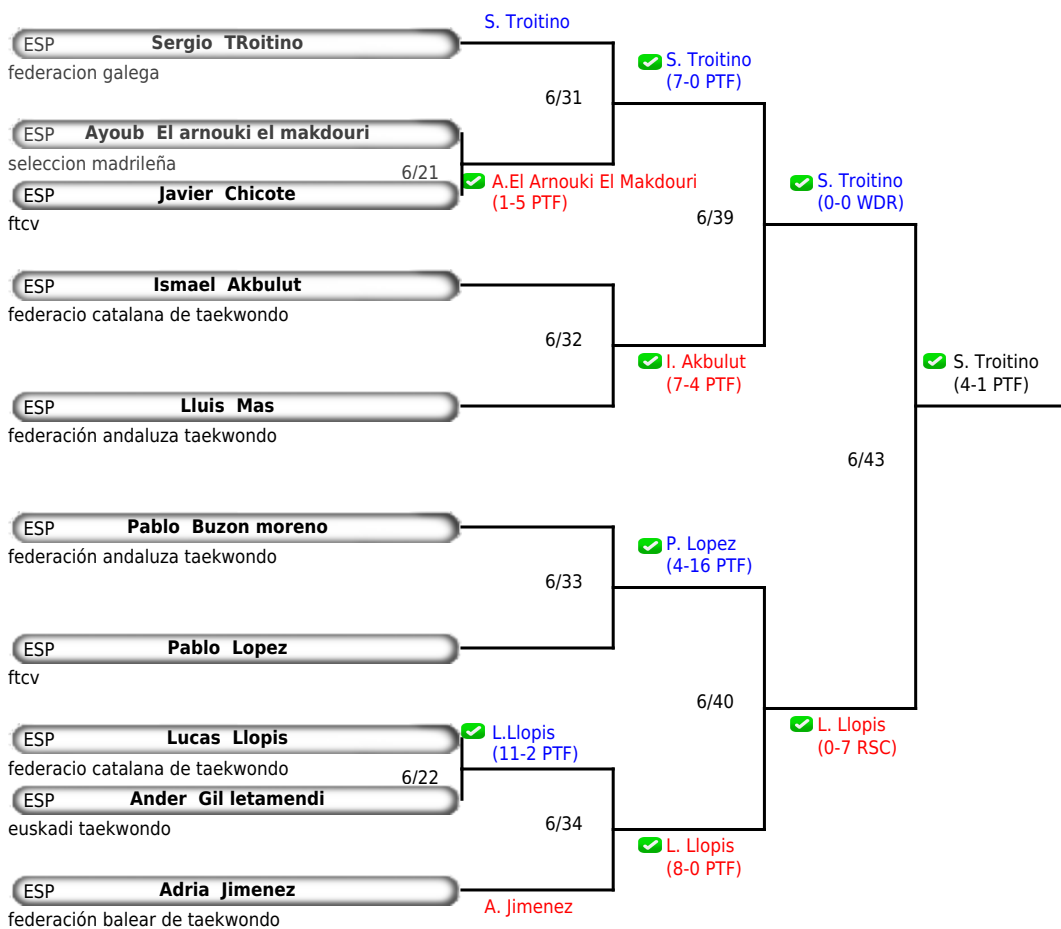 S. Troitino
ESP Sergio TRoitino
federacion galega
S. Troitino
(7-0 PTF)
6/31
ESP Ayoub El arnouki el makdouri
seleccion madrileña
6/21
A.El Arnouki El Makdouri
(1-5 PTF)
ESP Javier Chicote
ftcv
S. Troitino
(0-0 WDR)
6/39
ESP Ismael Akbulut
federacio catalana de taekwondo
6/32
I. Akbulut
(7-4 PTF)
S. Troitino
(4-1 PTF)
ESP Lluis Mas
federación andaluza taekwondo
6/43
ESP Pablo Buzon moreno
federación andaluza taekwondo
P. Lopez
(4-16 PTF)
6/33
ESP Pablo Lopez
ftcv
6/40
L. Llopis
(0-7 RSC)
ESP Lucas Llopis
federacio catalana de taekwondo
L.Llopis
(11-2 PTF)
6/22
ESP Ander Gil letamendi
euskadi taekwondo
6/34
L. Llopis
(8-0 PTF)
ESP Adria Jimenez
federación balear de taekwondo
A. Jimenez